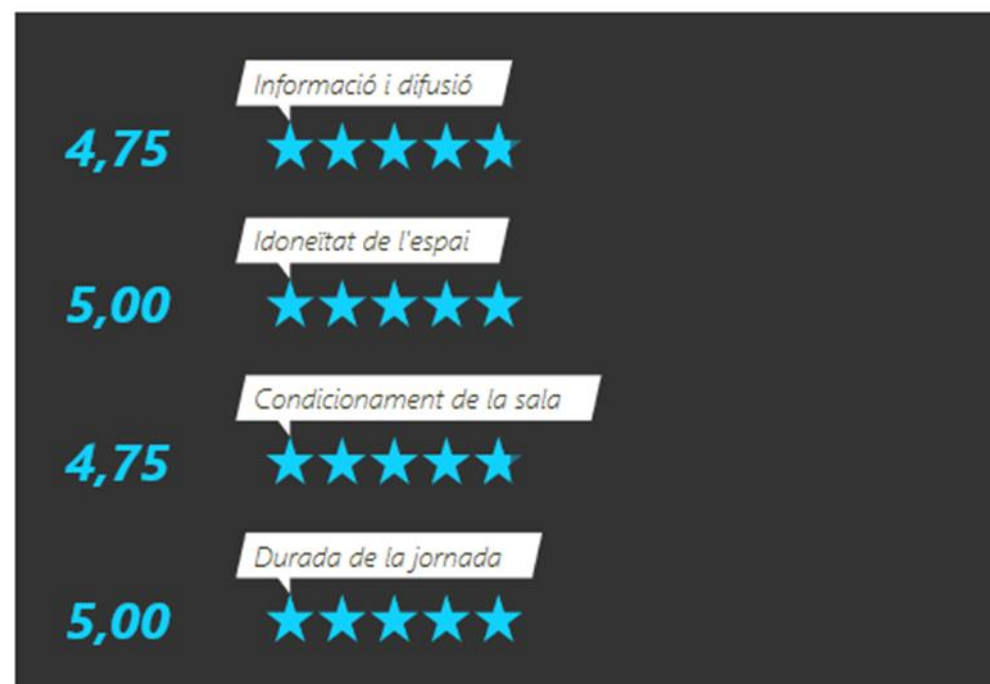 Informació i difusió
4,75
Idoneïtat de l'espai
5,00
Condicionament de la sala
4,75
Durada de la jornada
5,00